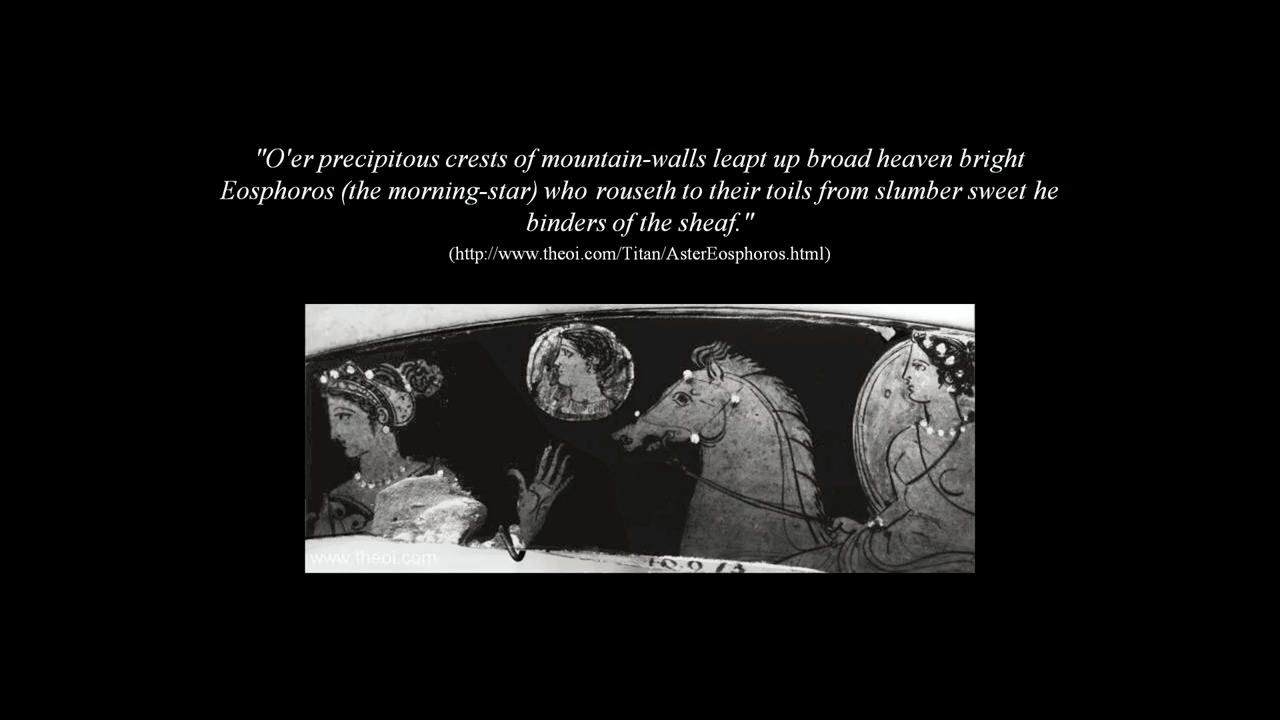 "O'er precipitous crests of mountain-walls leapt up broad heaven bright
Eosphoros (the morning-star) who rouseth to their toils from slumber sweet he
binders of the sheaf."
(http://www.theoi.com/Titan/AsterEosphoros.html)
www.theoi.com